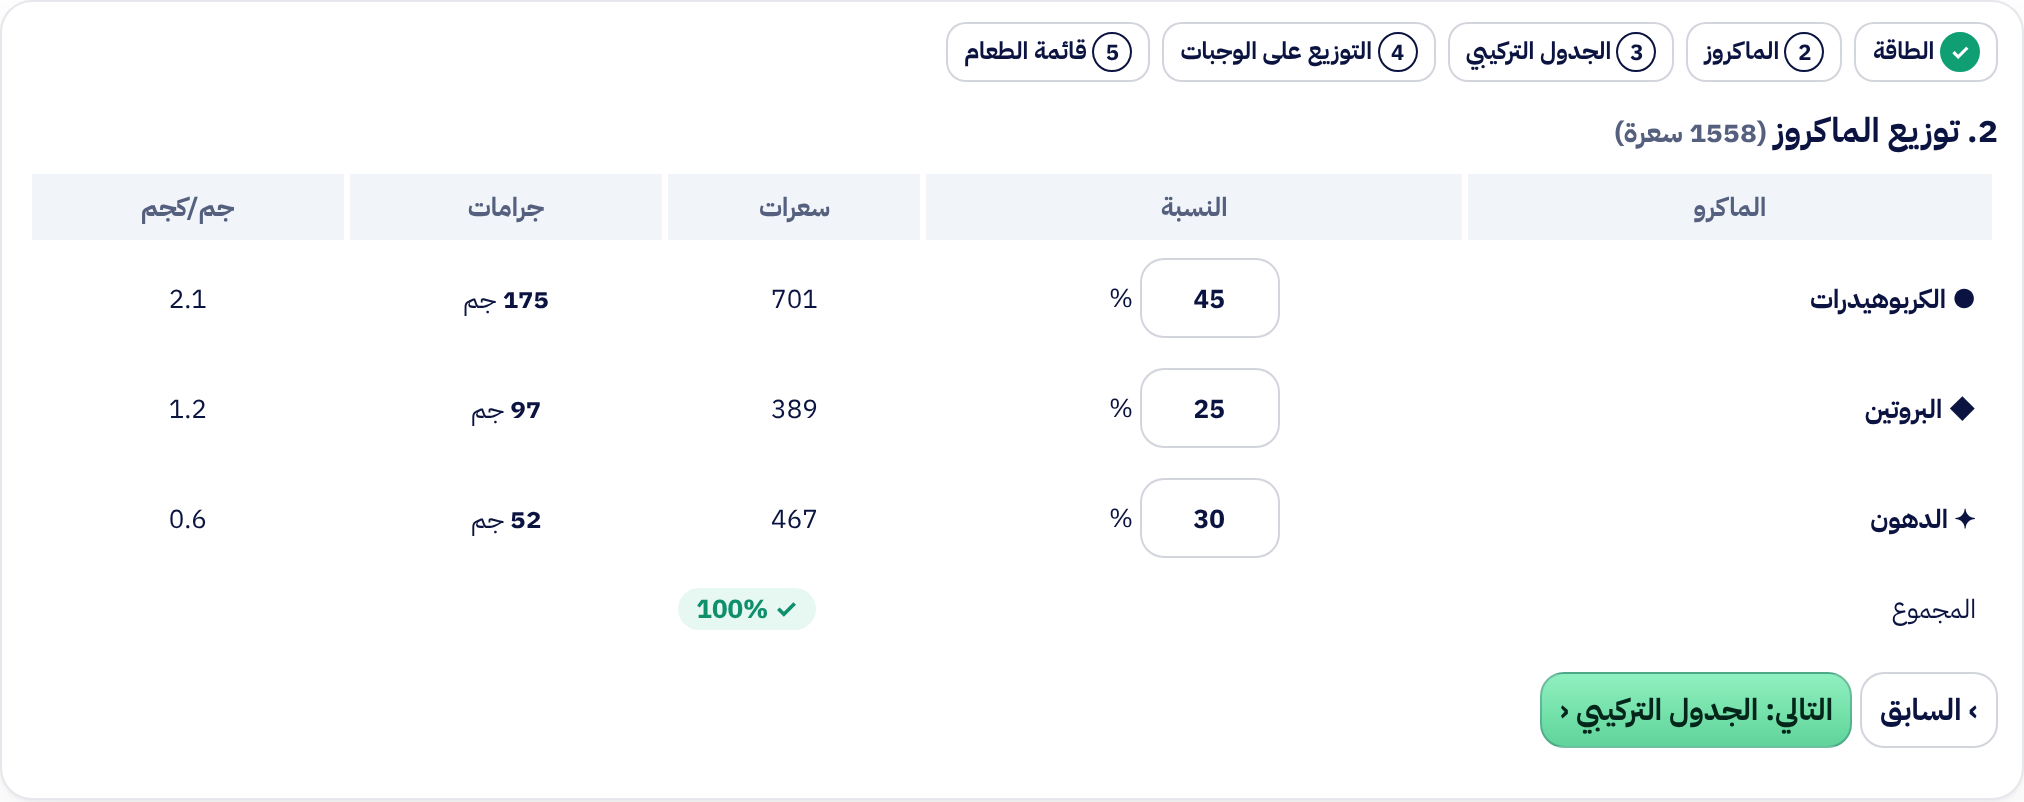 الطاقة 2 الماكروز 3 الجدول التركيبي 4 التوزيع على الوجبات 5 قائمة الطعام
2. توزيع الماكروز (1558 سعرة)
الماكرو النسبة سعرات جرامات جم/كجم
الكربوهيدرات 45 % 701 175 جم 2.1
البروتين 25 % 389 97 جم 1.2
الدهون 30 % 467 52 جم 0.6
المجموع ✓ 100%
› السابق التالي: الجدول التركيبي ‹